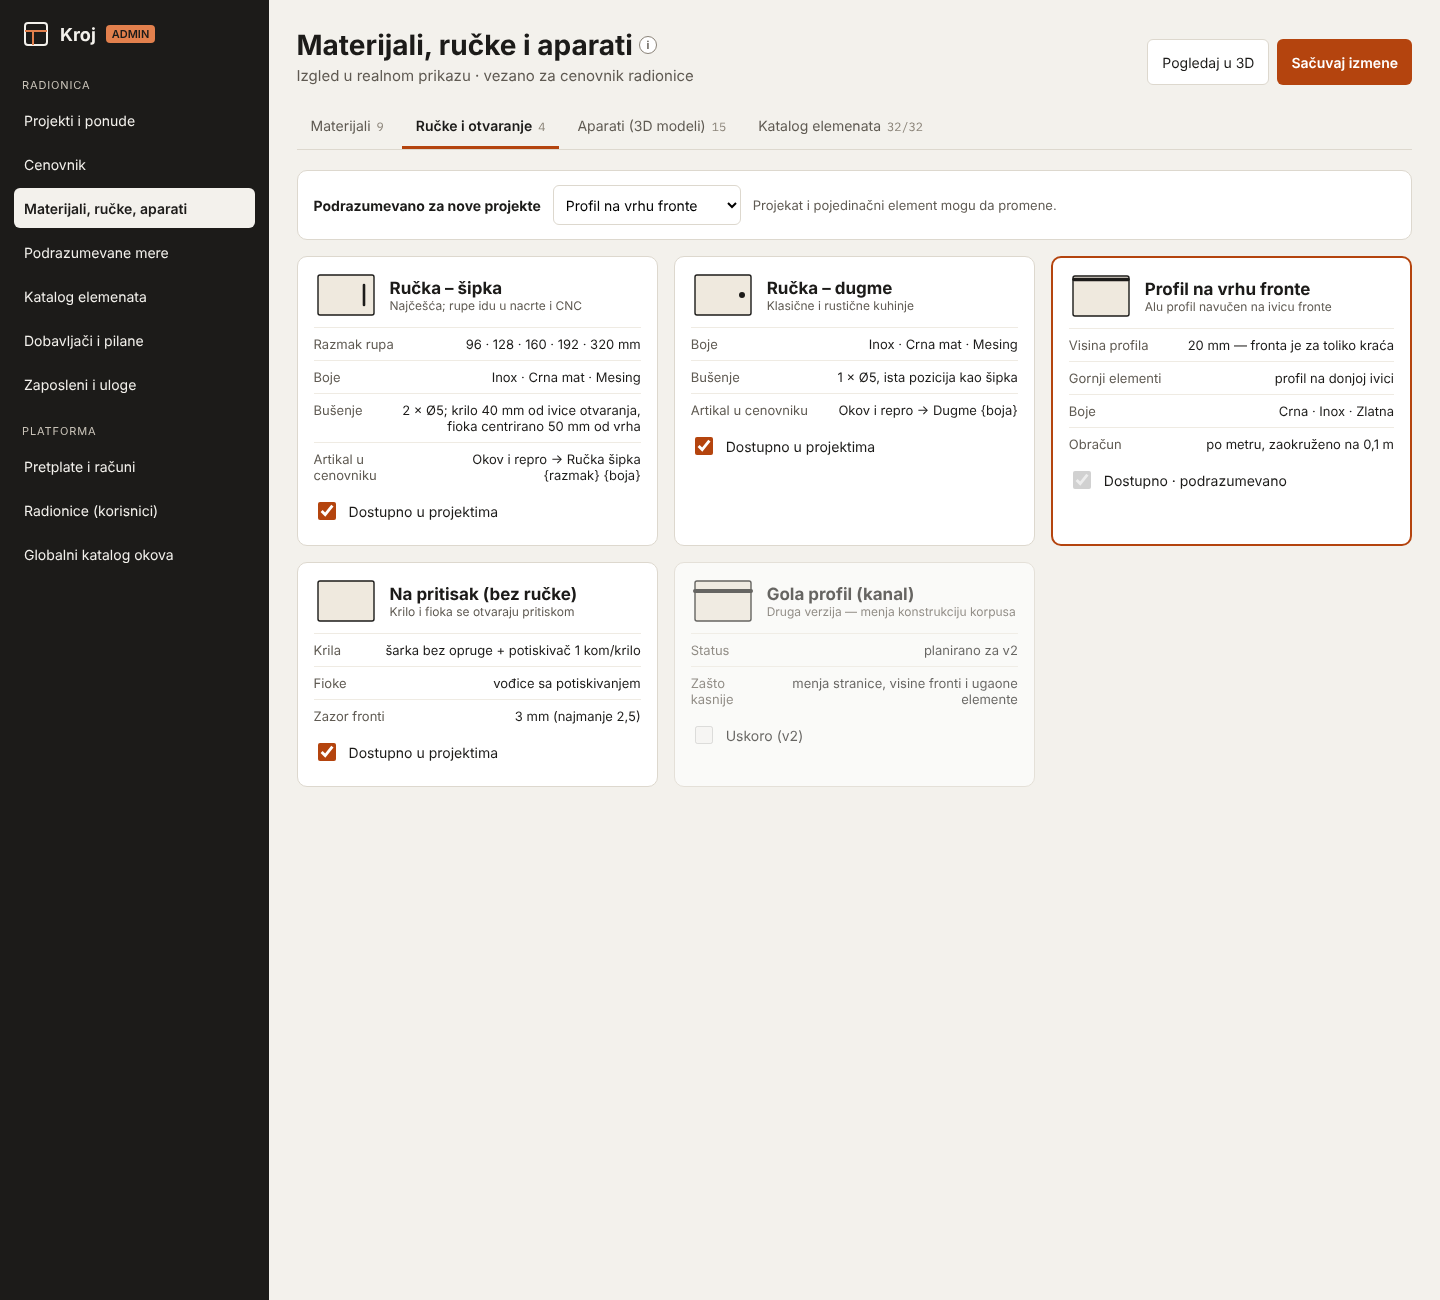 Kroj ADMIN
RADIONICA
Projekti i ponude
Cenovnik
Materijali, ručke, aparati
Podrazumevane mere
Katalog elemenata
Dobavljači i pilane
Zaposleni i uloge
PLATFORMA
Pretplate i računi
Radionice (korisnici)
Globalni katalog okova
Materijali, ručke i aparati i
Izgled u realnom prikazu · vezano za cenovnik radionice
Pogledaj u 3D
Sačuvaj izmene
Materijali 9
Ručke i otvaranje 4
Aparati (3D modeli) 15
Katalog elemenata 32/32
Podrazumevano za nove projekte
Profil na vrhu fronte
Projekat i pojedinačni element mogu da promene.
Ručka – šipka
Najčešća; rupe idu u nacrte i CNC
Razmak rupa 96 · 128 · 160 · 192 · 320 mm
Boje Inox · Crna mat · Mesing
Bušenje 2 × Ø5; krilo 40 mm od ivice otvaranja,
fioka centrirano 50 mm od vrha
Artikal u Okov i repro → Ručka šipka
cenovniku {razmak} {boja}
Dostupno u projektima
Ručka – dugme
Klasične i rustične kuhinje
Boje Inox · Crna mat · Mesing
Bušenje 1 × Ø5, ista pozicija kao šipka
Artikal u cenovniku Okov i repro → Dugme {boja}
Dostupno u projektima
Profil na vrhu fronte
Alu profil navučen na ivicu fronte
Visina profila 20 mm — fronta je za toliko kraća
Gornji elementi profil na donjoj ivici
Boje Crna · Inox · Zlatna
Obračun po metru, zaokruženo na 0,1 m
Dostupno · podrazumevano
Na pritisak (bez ručke)
Krilo i fioka se otvaraju pritiskom
Krila šarka bez opruge + potiskivač 1 kom/krilo
Fioke vođice sa potiskivanjem
Zazor fronti 3 mm (najmanje 2,5)
Dostupno u projektima
Gola profil (kanal)
Druga verzija — menja konstrukciju korpusa
Status planirano za v2
Zašto menja stranice, visine fronti i ugaone
kasnije elemente
Uskoro (v2)